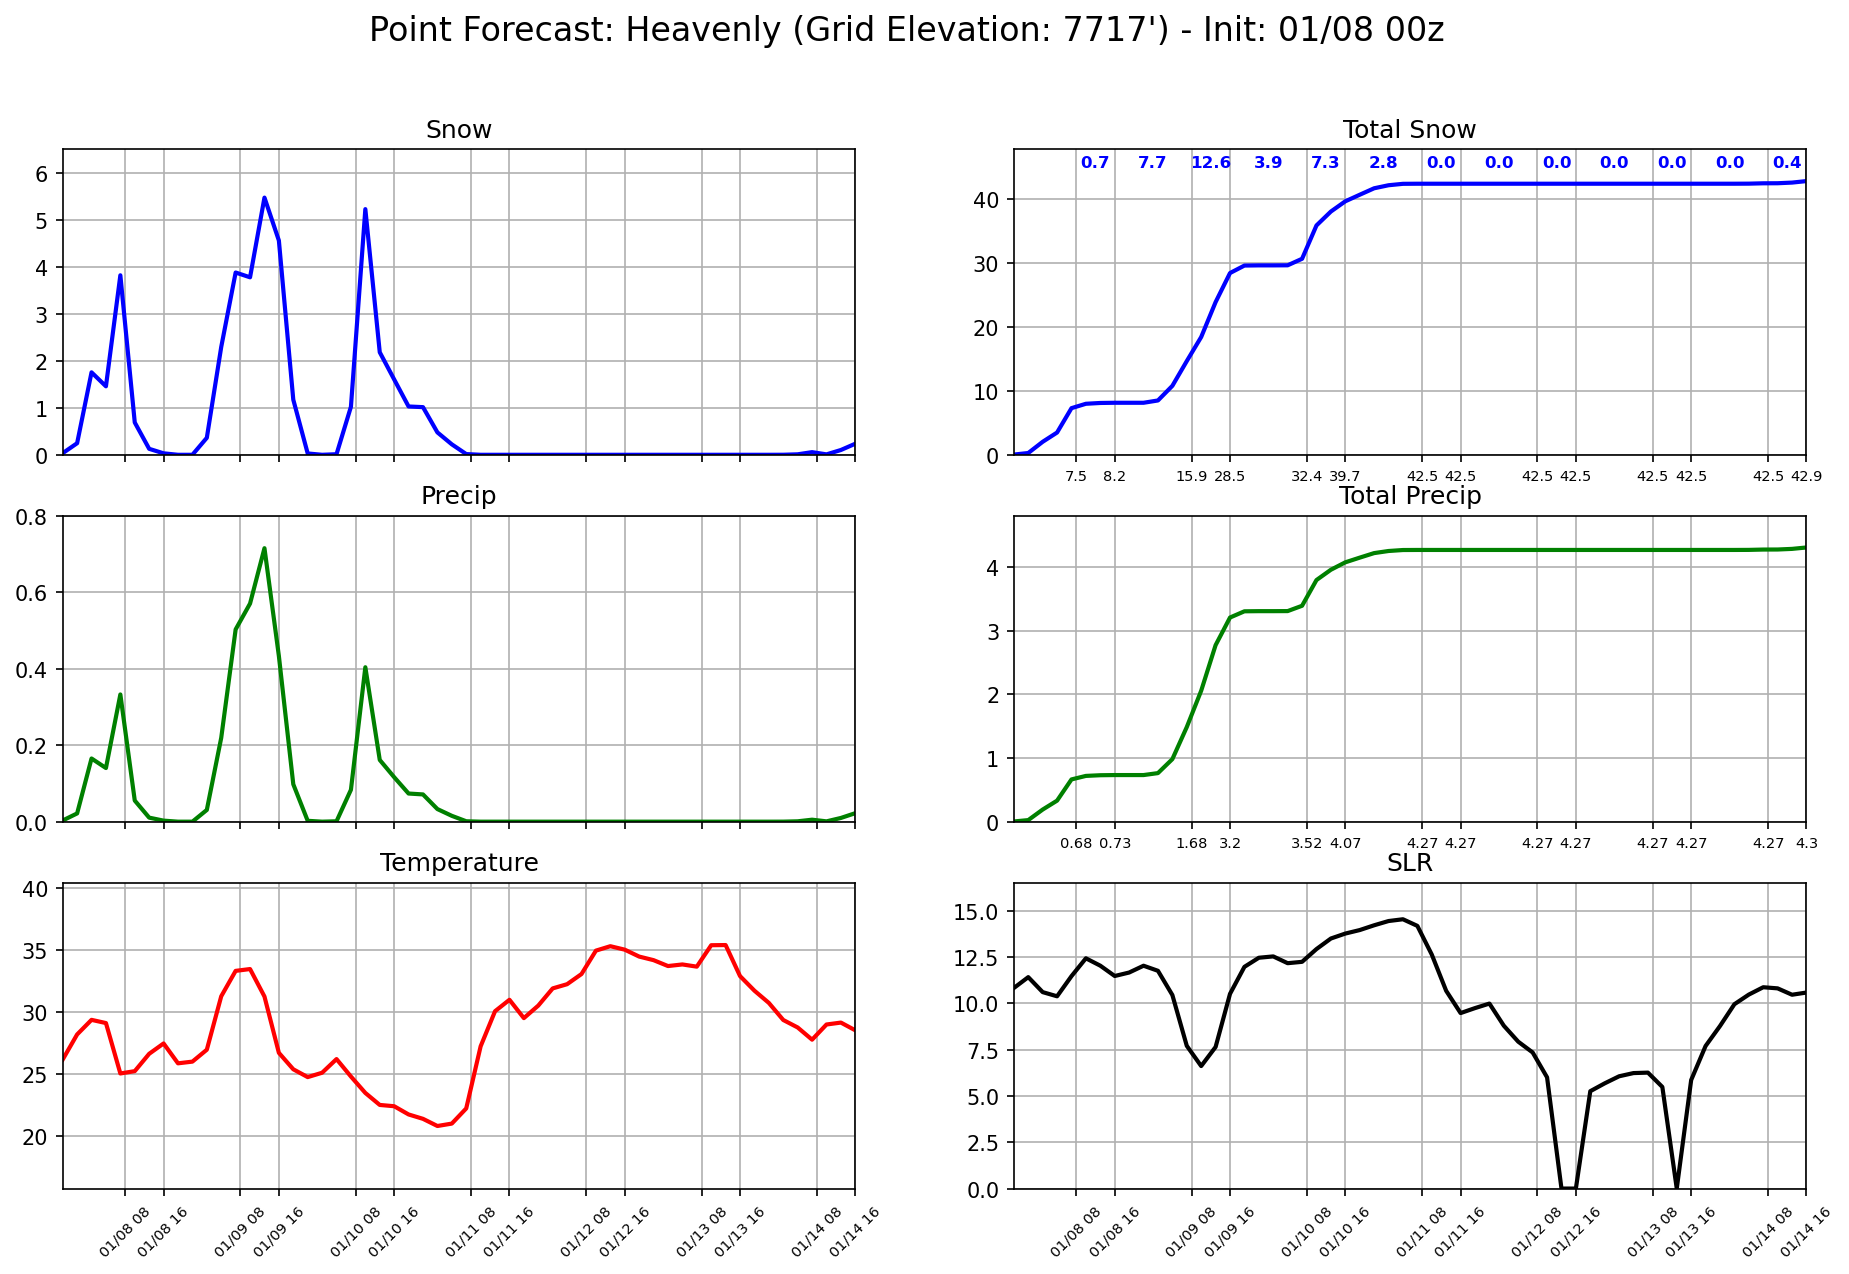 Point Forecast: Heavenly (Grid Elevation: 7717') - Init: 01/08 00z
Snow
6
5
4
3
2
1
0
Total Snow
0.7 7.7 12.6 3.9 7.3 2.8 0.0 0.0 0.0 0.0 0.0 0.0 0.4
40
30
20
10
0
7.5 8.2 15.9 28.5 32.4 39.7 42.5 42.5 42.5 42.5 42.5 42.5 42.5 42.9
Precip
0.8
0.6
0.4
0.2
0.0
Total Precip
4
3
2
1
0
0.68 0.73 1.68 3.2 3.52 4.07 4.27 4.27 4.27 4.27 4.27 4.27 4.27 4.3
Temperature
40
35
30
25
20
01/08 08 01/08 16 01/09 08 01/09 16 01/10 08 01/10 16 01/11 08 01/11 16 01/12 08 01/12 16 01/13 08 01/13 16 01/14 08 01/14 16
SLR
15.0
12.5
10.0
7.5
5.0
2.5
0.0
01/08 08 01/08 16 01/09 08 01/09 16 01/10 08 01/10 16 01/11 08 01/11 16 01/12 08 01/12 16 01/13 08 01/13 16 01/14 08 01/14 16